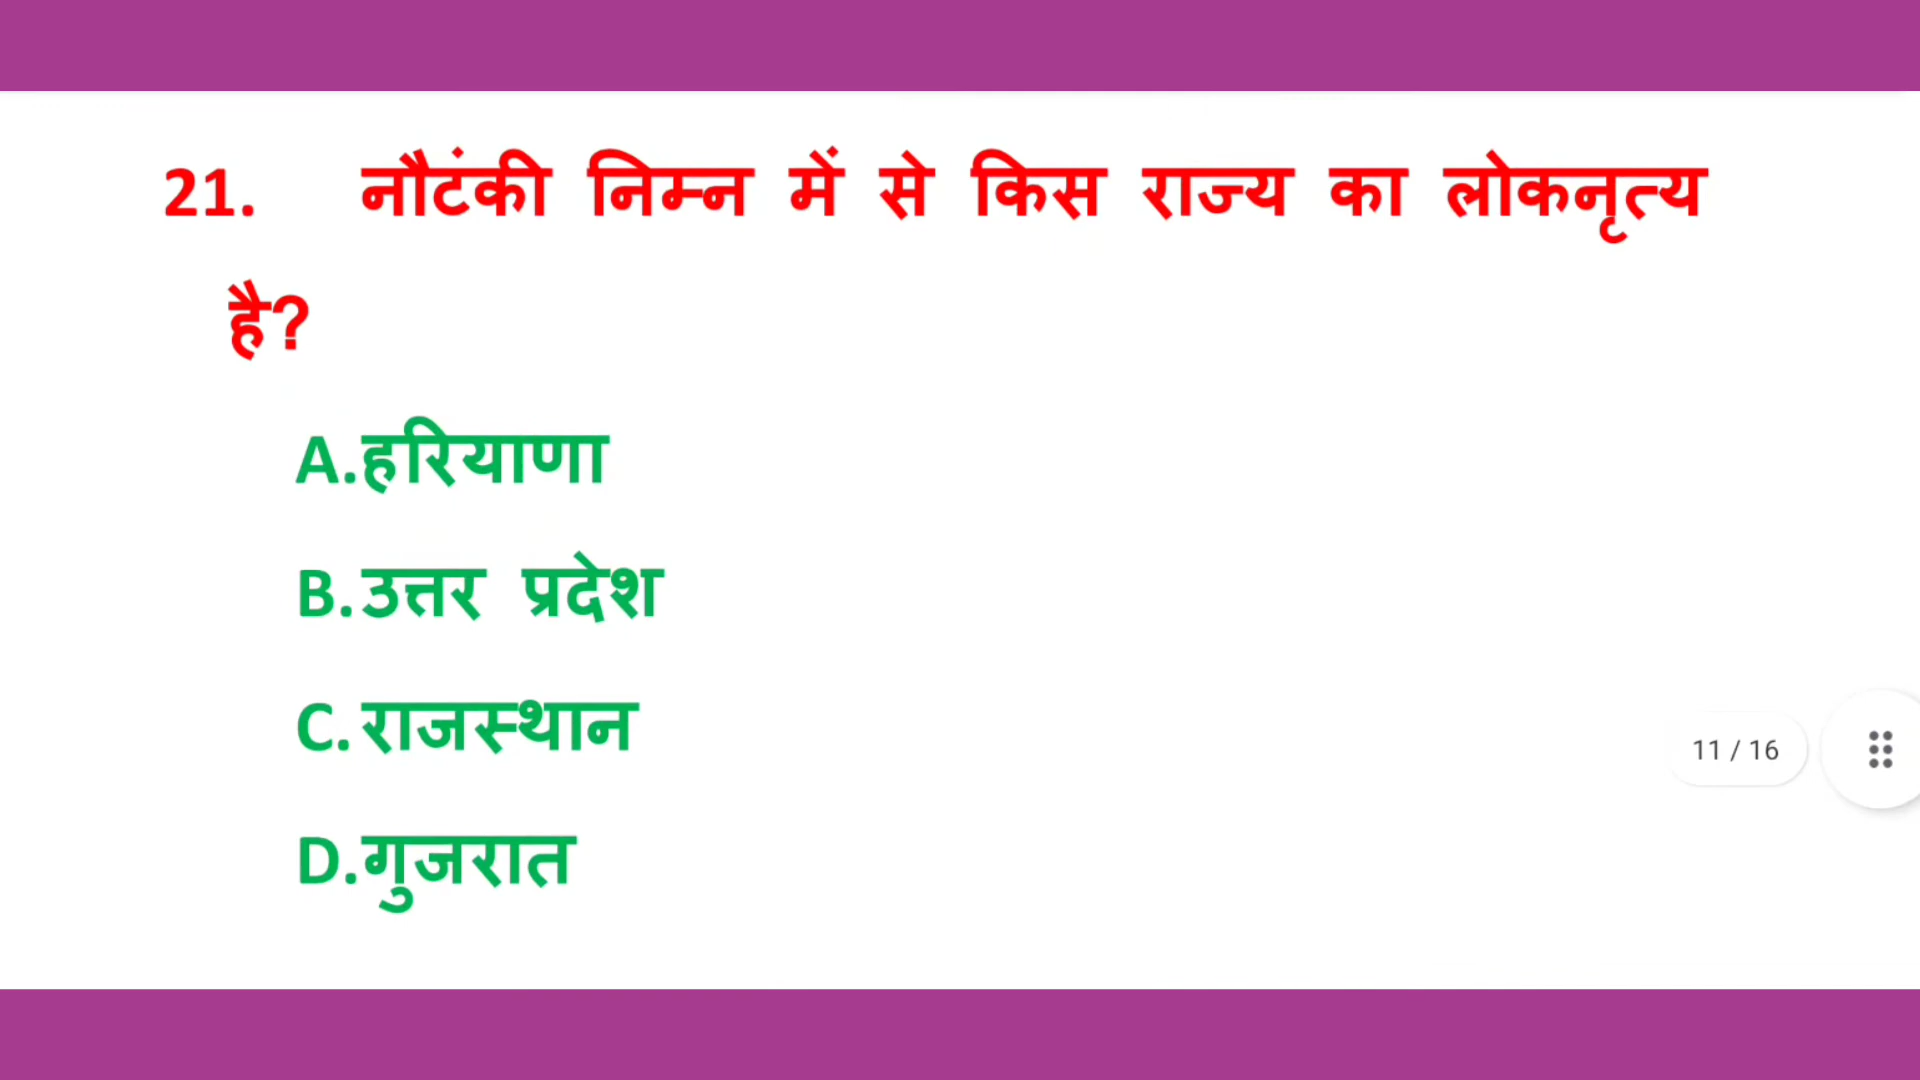 21. नौटंकी निम्न में से किस राज्य का लोकनृत्य
है?
A.हरियाणा
B.उत्तर प्रदेश
C.राजस्थान
11 / 16
D.गुजरात